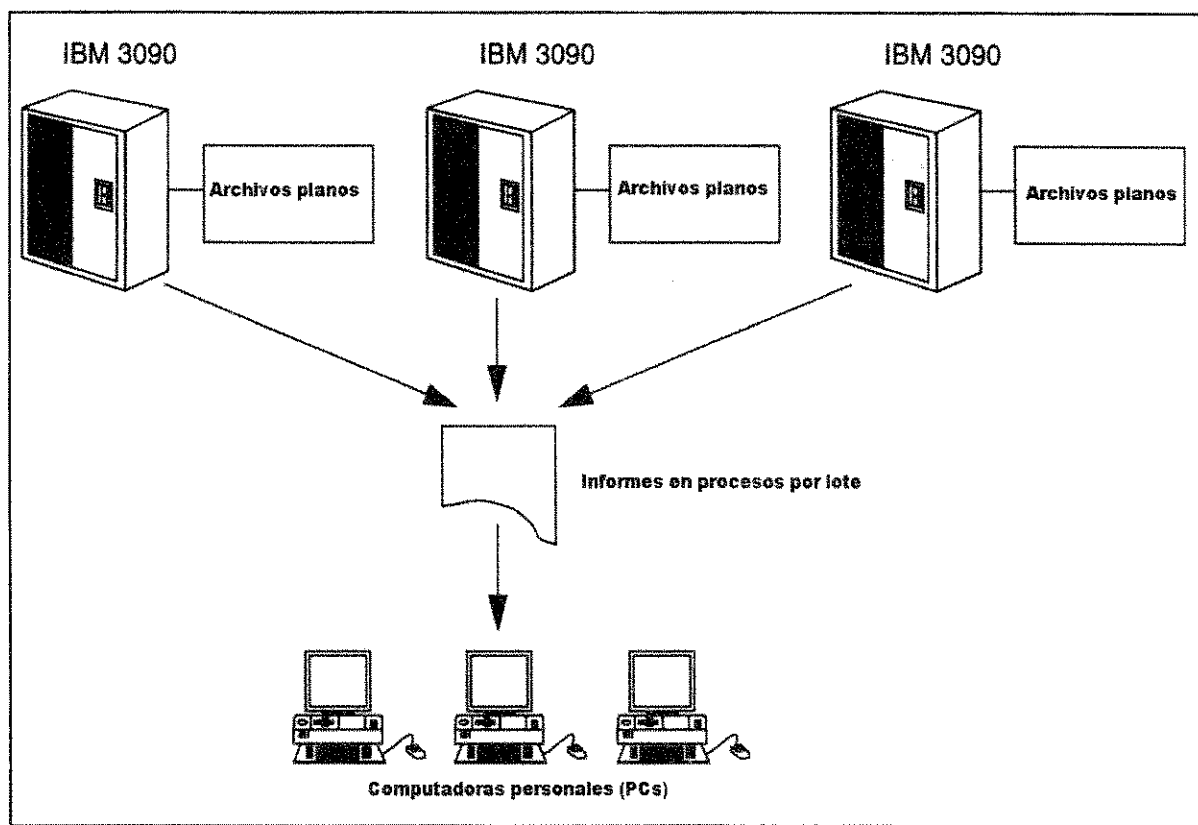 IBM 3090
IBM 3090
IBM 3090
Archivos planos
Archivos planos
Archivos planos
Informes en procesos por lote
Computadoras personales (PCs)